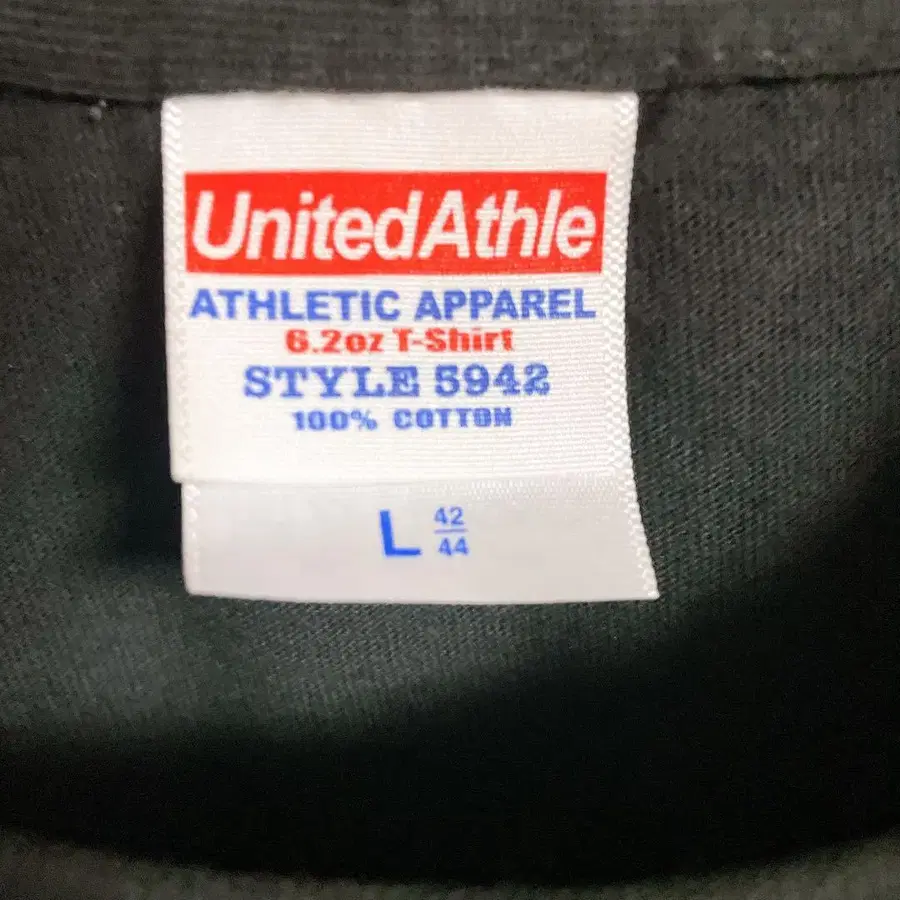 UnitedAthle
ATHLETIC APPAREL
6.2oz T-Shirt
STYLE 5942
100% COTTON
L 42/44